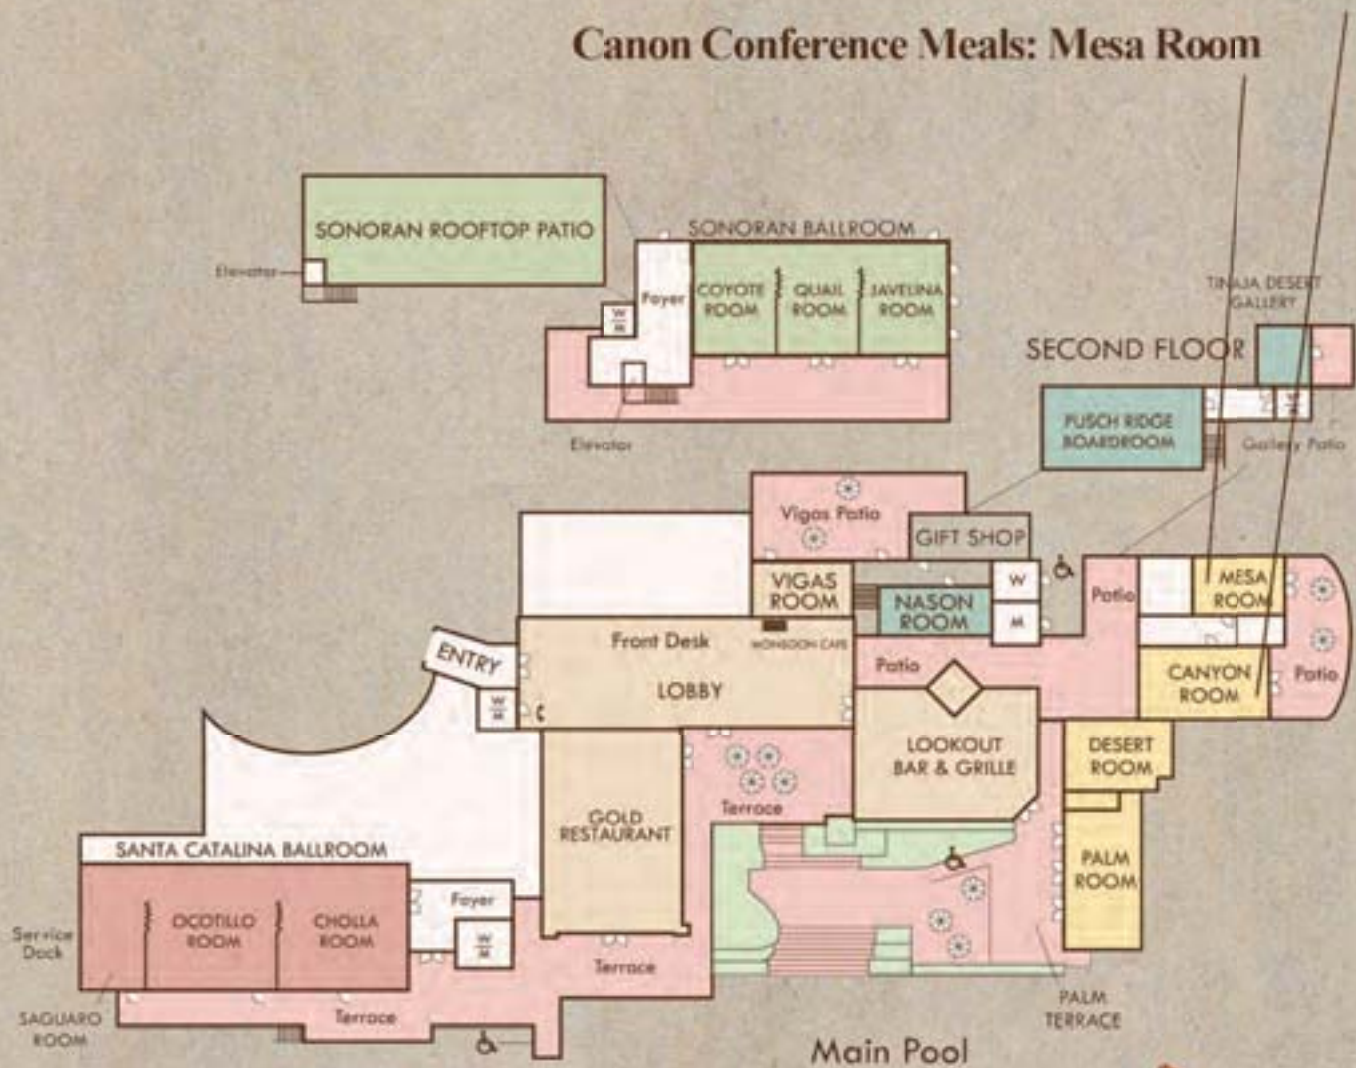 Canon Conference Meals: Mesa Room
SONORAN ROOFTOP PATIO
Elevator
SONORAN BALLROOM
Foyer
COYOTE
ROOM
QUAIL
ROOM
JAVELINA
ROOM
W
M
Elevator
TINAJA DESERT
GALLERY
SECOND FLOOR
PUSCH RIDGE
BOARDROOM
Gallery Patio
Vigas Patio
GIFT SHOP
VIGAS
ROOM
NASON
ROOM
W
M
Patio
MESA
ROOM
Front Desk
MONSOON CAFE
ENTRY
LOBBY
Patio
CANYON
ROOM
Patio
W
M
LOOKOUT
BAR & GRILLE
DESERT
ROOM
GOLD
RESTAURANT
Terrace
SANTA CATALINA BALLROOM
PALM
ROOM
Foyer
OCOTILLO
ROOM
CHOLLA
ROOM
W
M
Service
Dock
Terrace
SAGUARO
ROOM
Terrace
PALM
TERRACE
Main Pool